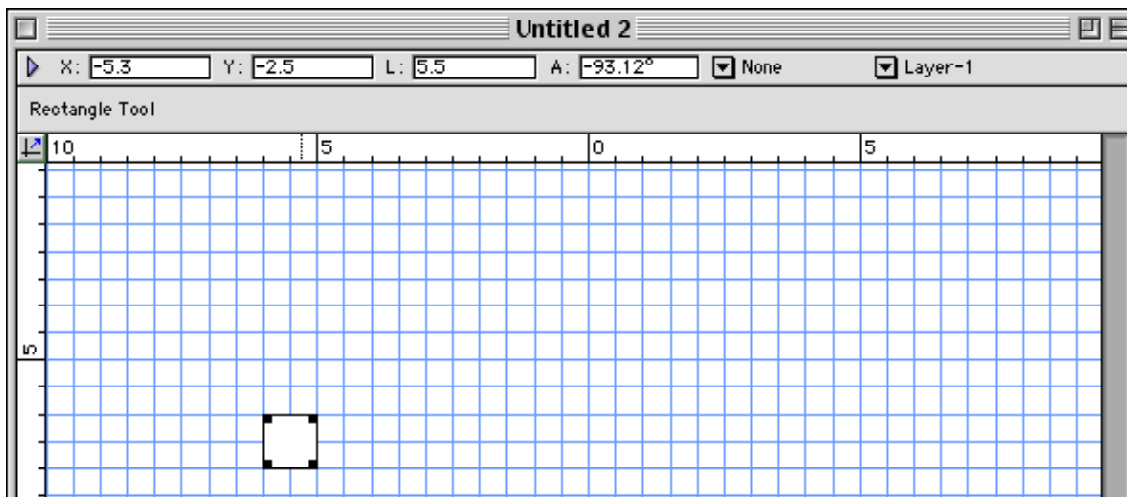 Untitled 2
X: -5.3 Y: -2.5 L: 5.5 A: -93.12° None Layer-1
Rectangle Tool
10 5 0 5
5